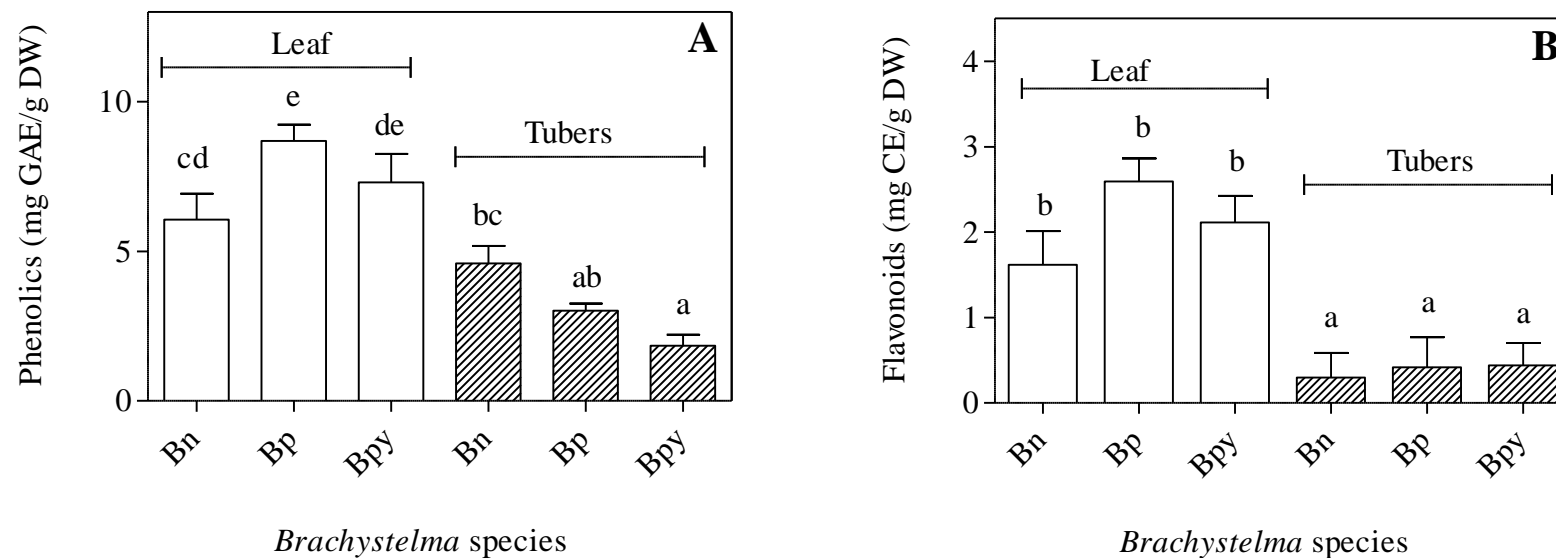 A
Leaf
Tubers
cd
e
de
bc
ab
a
10
5
0
Phenolics (mg GAE/g DW)
Bn
Bp
Bpy
Bn
Bp
Bpy
Brachystelma species
B
Leaf
Tubers
b
b
b
a
a
a
4
3
2
1
0
Flavonoids (mg CE/g DW)
Bn
Bp
Bpy
Bn
Bp
Bpy
Brachystelma species